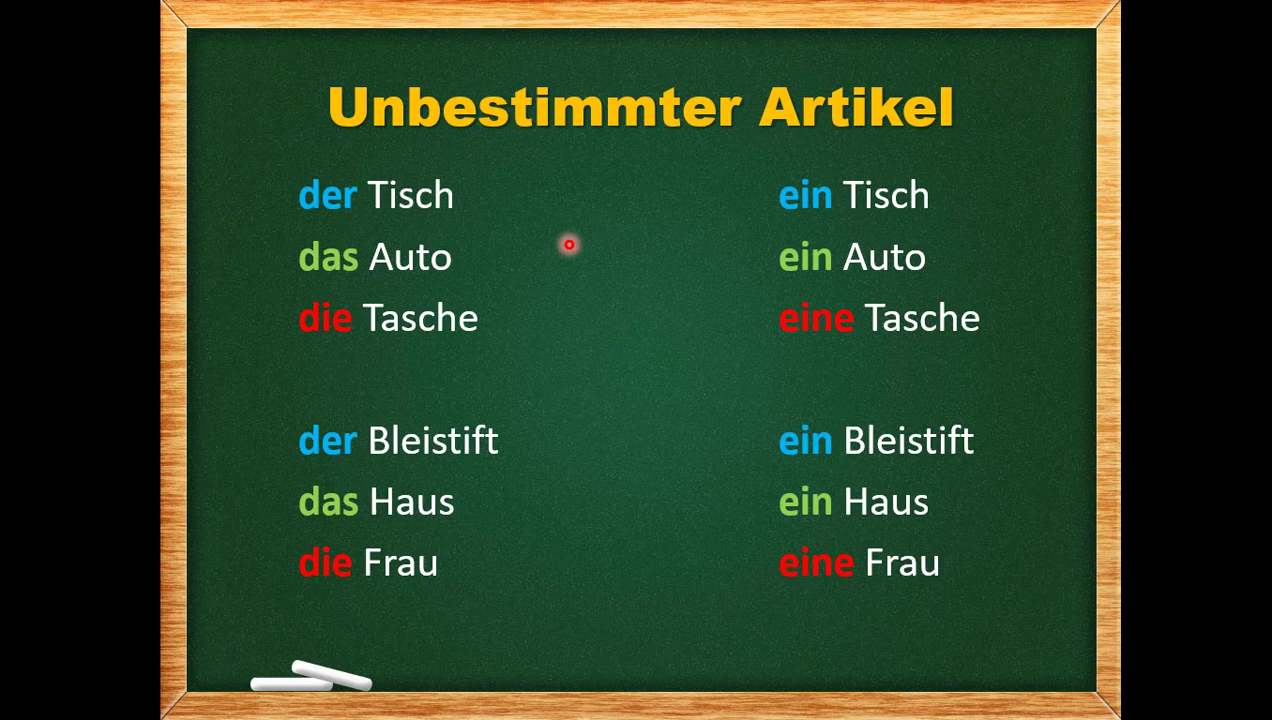 Unbestimmter Artikel
der Tisch ein Tisch
das Auto ein Auto
die Tasche eine Tasche
der Bleistift ein Bleistift
das Haus ein Haus
die Frau eine Frau